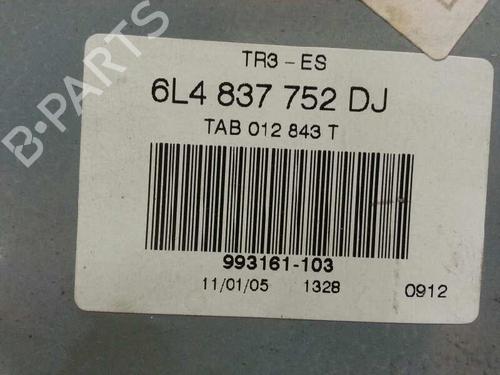 B-PARTS
TR3-ES
6L4 837 752 DJ
TAB 012 843 T
993161-103
11/01/05 1328 0912